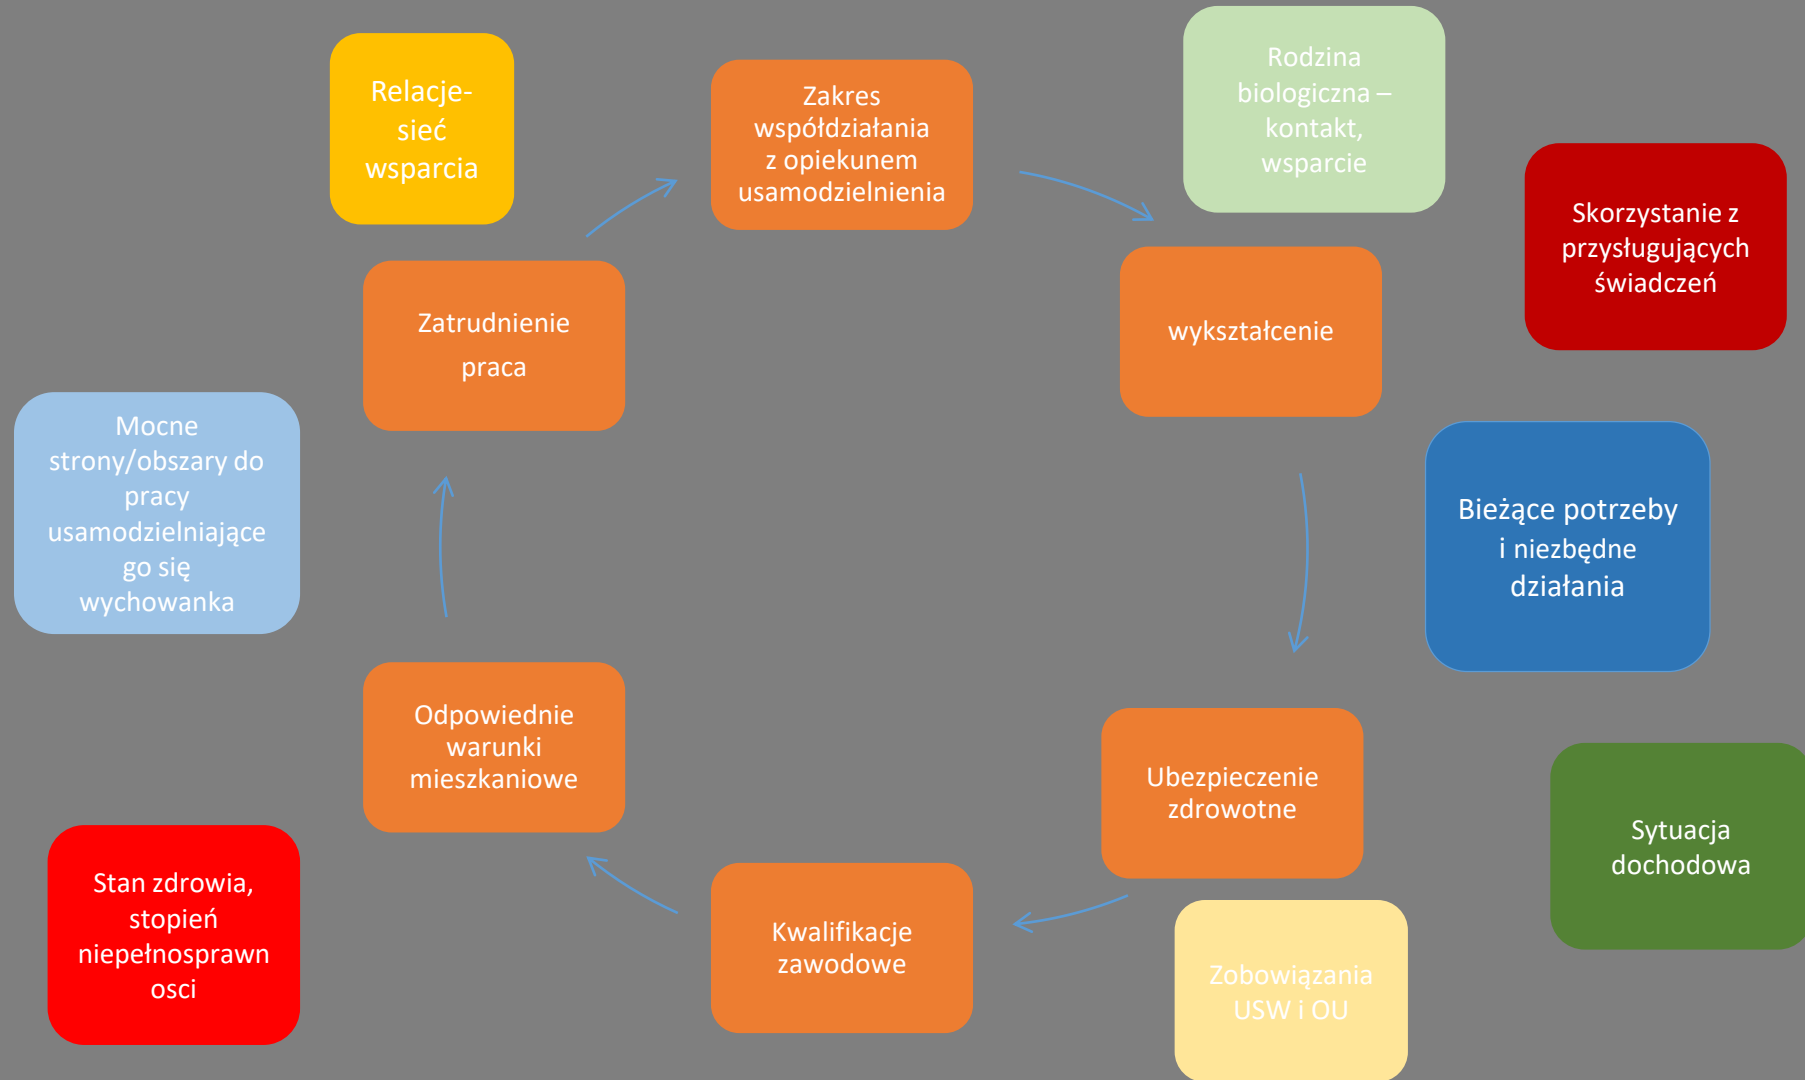 Relacje-
sieć
wsparcia
Zakres
współdziałania
z opiekunem
usamodzielnienia
Rodzina
biologiczna –
kontakt,
wsparcie
Skorzystanie z
przysługujących
świadczeń
Zatrudnienie
praca
wykształcenie
Mocne
strony/obszary do
pracy
usamodzielniające
go się
wychowanka
Bieżące potrzeby
i niezbędne
działania
Odpowiednie
warunki
mieszkaniowe
Ubezpieczenie
zdrowotne
Sytuacja
dochodowa
Stan zdrowia,
stopień
niepełnosprawn
osci
Kwalifikacje
zawodowe
Zobowiązania
USW i OU